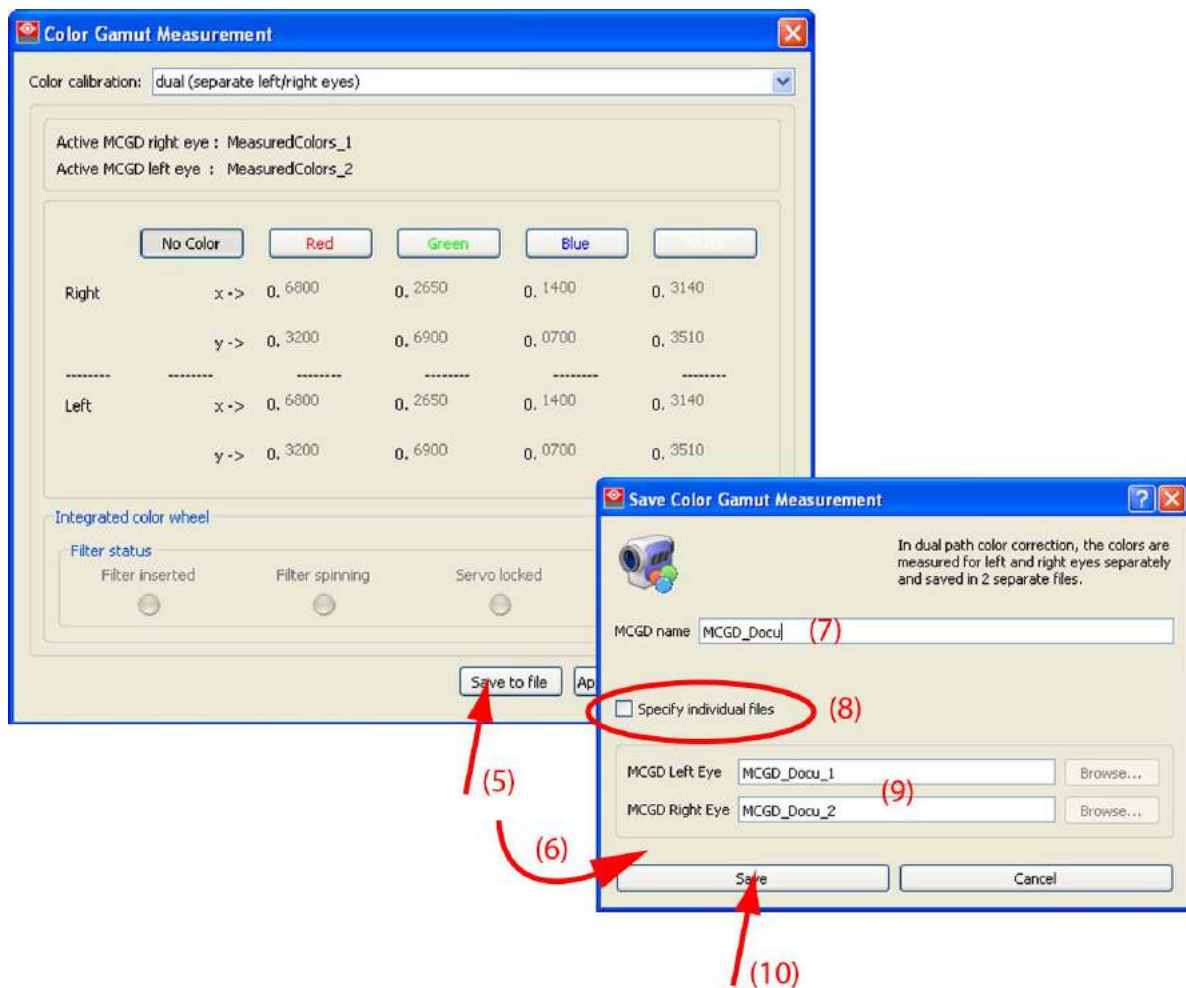 Color Gamut Measurement
Color calibration: dual (separate left/right eyes)
Active MCGD right eye : MeasuredColors_1
Active MCGD left eye : MeasuredColors_2
No Color Red Green Blue
Right x -> 0. 6800 0. 2650 0. 1400 0. 3140
y -> 0. 3200 0. 6900 0. 0700 0. 3510
-------- -------- -------- -------- -------- --------
Left x -> 0. 6800 0. 2650 0. 1400 0. 3140
y -> 0. 3200 0. 6900 0. 0700 0. 3510
Integrated color wheel
Filter status
Filter inserted Filter spinning Servo locked
Save to file Ap
(5)
(6)
Save Color Gamut Measurement
In dual path color correction, the colors are
measured for left and right eyes separately
and saved in 2 separate files.
MCGD name MCGD_Docu (7)
Specify individual files (8)
MCGD Left Eye MCGD_Docu_1 Browse...
(9)
MCGD Right Eye MCGD_Docu_2 Browse...
Save Cancel
(10)